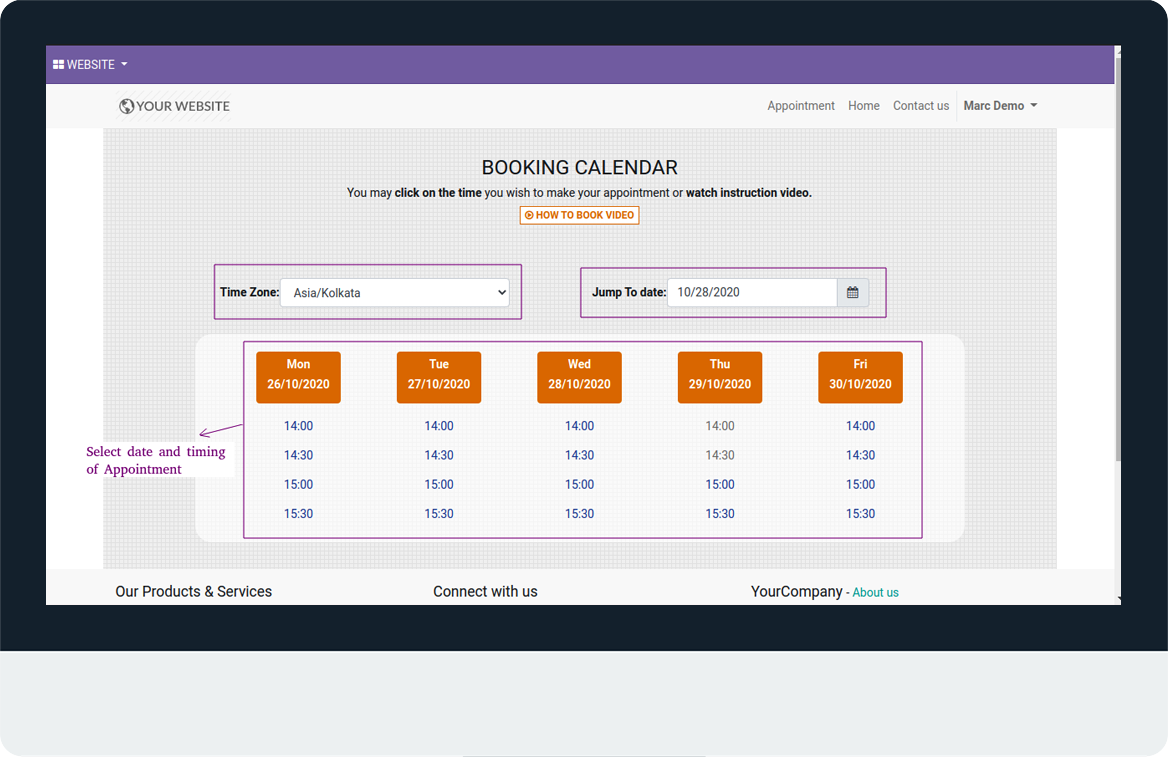 WEBSITE
YOUR WEBSITE
Appointment Home Contact us Marc Demo
BOOKING CALENDAR
You may click on the time you wish to make your appointment or watch instruction video.
HOW TO BOOK VIDEO
Time Zone: Asia/Kolkata
Jump To date: 10/28/2020
Mon Tue Wed Thu Fri
26/10/2020 27/10/2020 28/10/2020 29/10/2020 30/10/2020
14:00 14:00 14:00 14:00 14:00
14:30 14:30 14:30 14:30 14:30
15:00 15:00 15:00 15:00 15:00
15:30 15:30 15:30 15:30 15:30
Select date and timing
of Appointment
Our Products & Services
Connect with us
YourCompany - About us